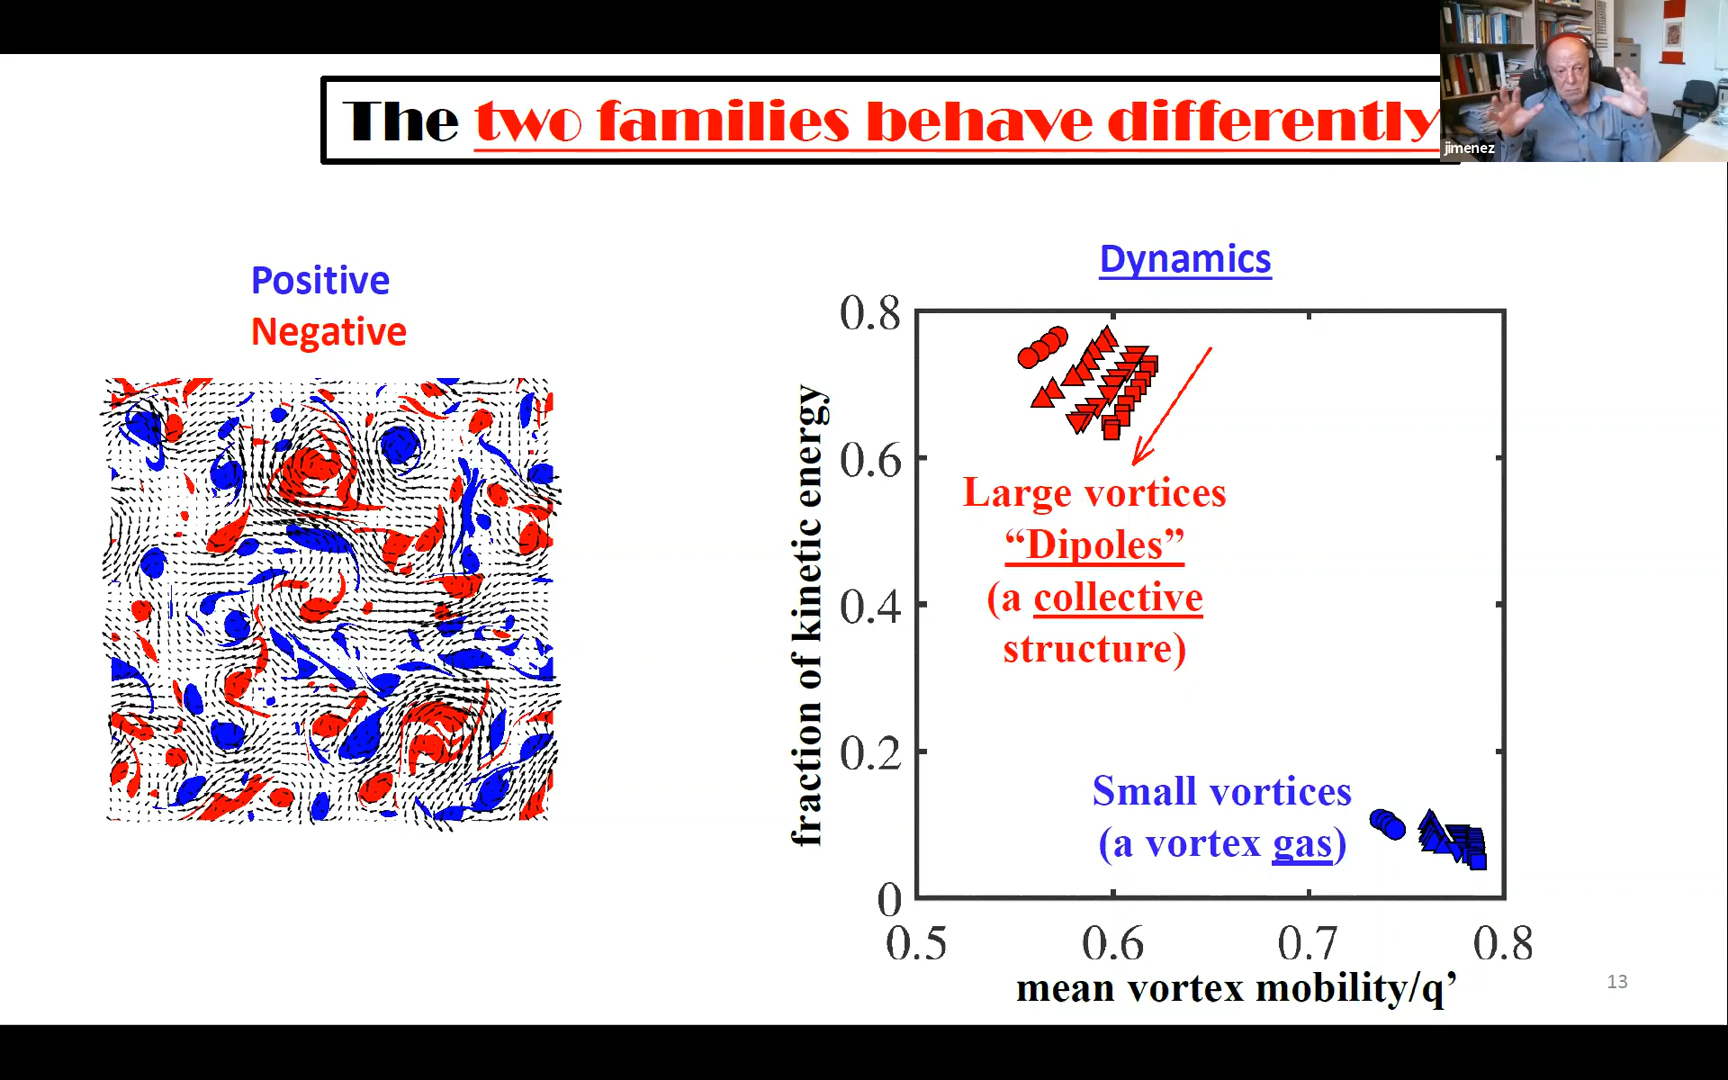 The two families behave differently
jimenez
Positive
Negative
Dynamics
0.8
0.6
0.4
0.2
0
fraction of kinetic energy
Large vortices
“Dipoles”
(a collective
structure)
Small vortices
(a vortex gas)
0.5 0.6 0.7 0.8
mean vortex mobility/q’
13